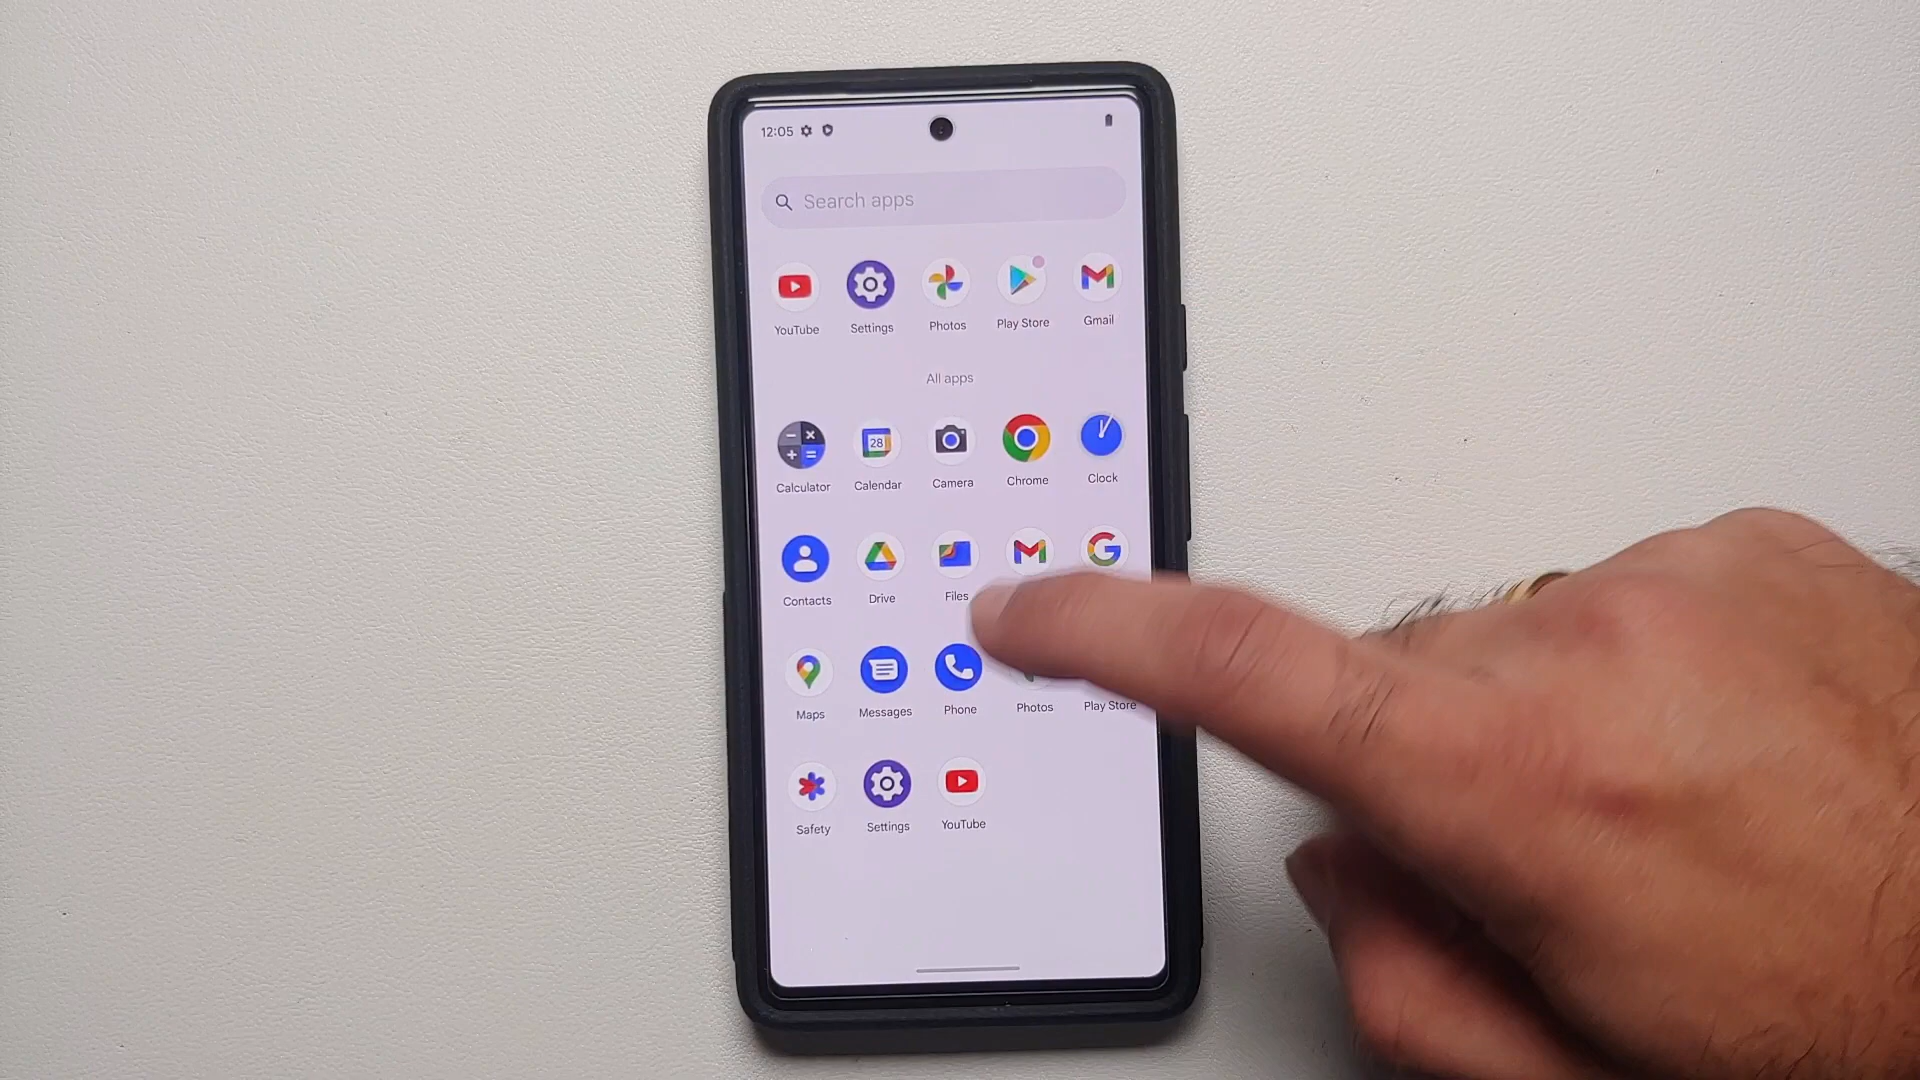 12:05
Search apps
YouTube Settings Photos Play Store Gmail
All apps
28
Calculator Calendar Camera Chrome Clock
Contacts Drive Files
Maps Messages Phone Photos Play Store
Safety Settings YouTube